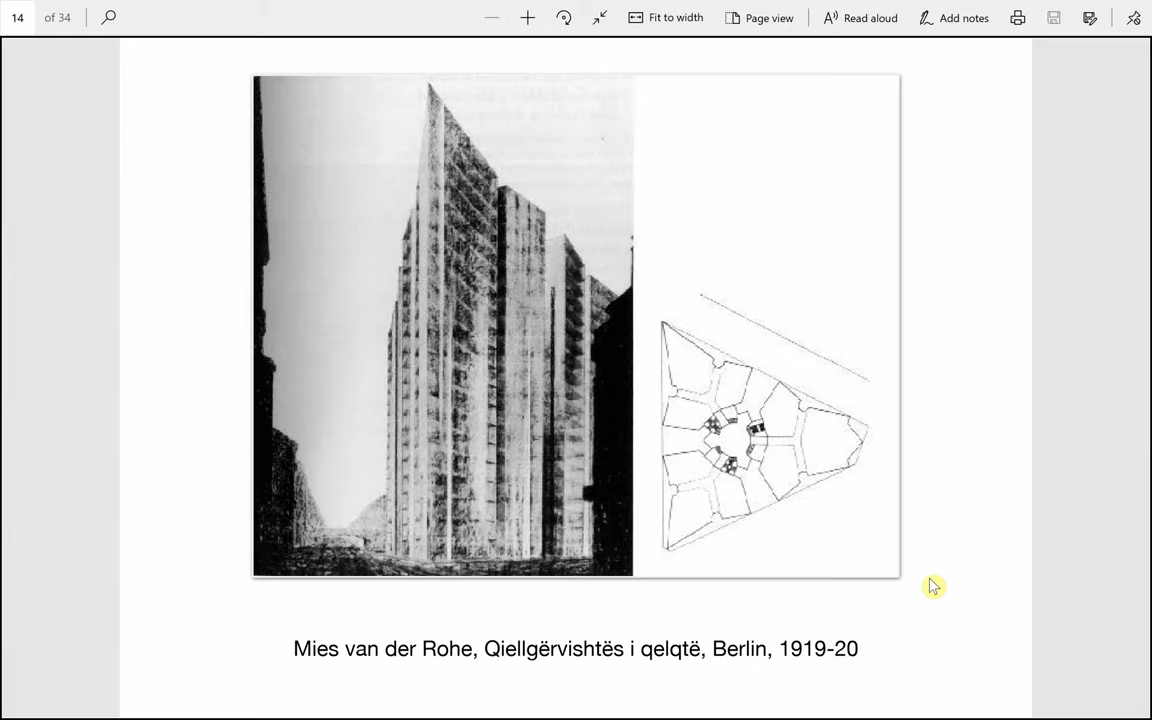 14 of 34 Fit to width Page view Read aloud Add notes
Mies van der Rohe, Qiellgërvishtës i qelqtë, Berlin, 1919-20